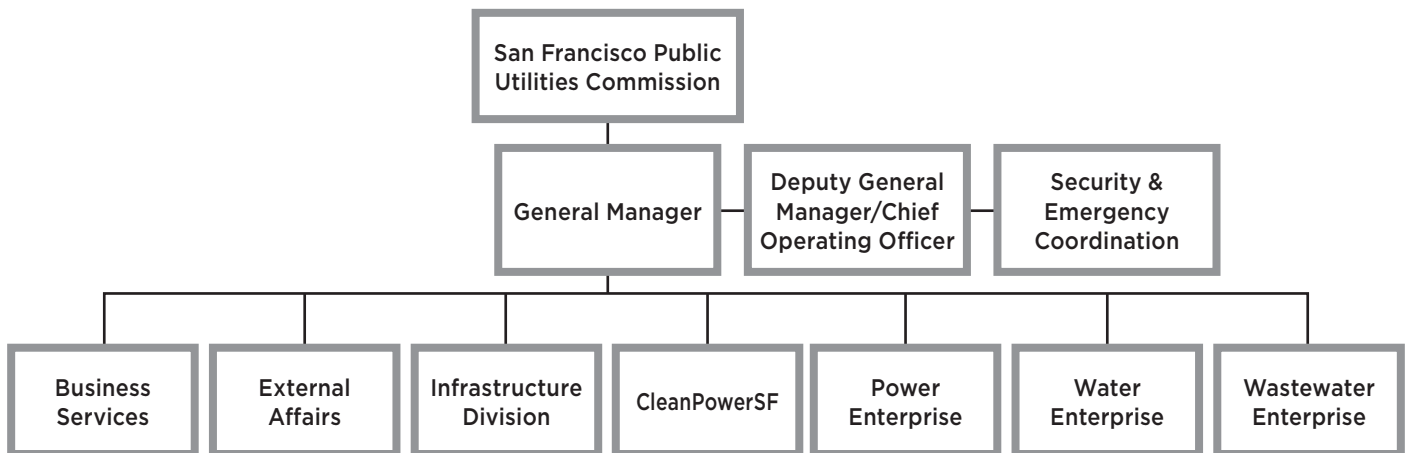 San Francisco Public
Utilities Commission
General Manager
Deputy General
Manager/Chief
Operating Officer
Security &
Emergency
Coordination
Business
Services
External
Affairs
Infrastructure
Division
CleanPowerSF
Power
Enterprise
Water
Enterprise
Wastewater
Enterprise